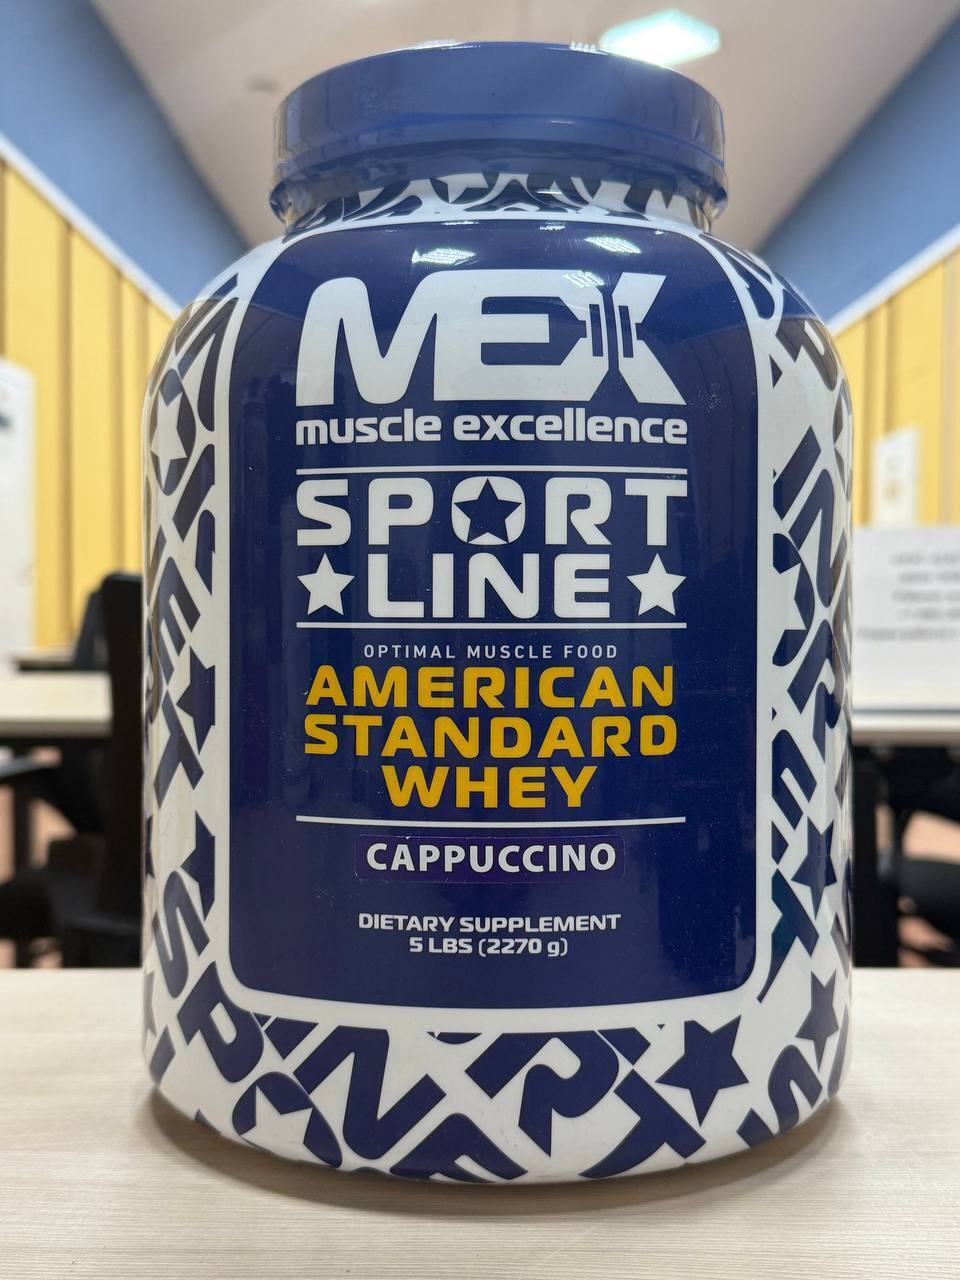 MEX
muscle excellence
SPORT
LINE
OPTIMAL MUSCLE FOOD
AMERICAN
STANDARD
WHEY
CAPPUCCINO
DIETARY SUPPLEMENT
5 LBS (2270 g)